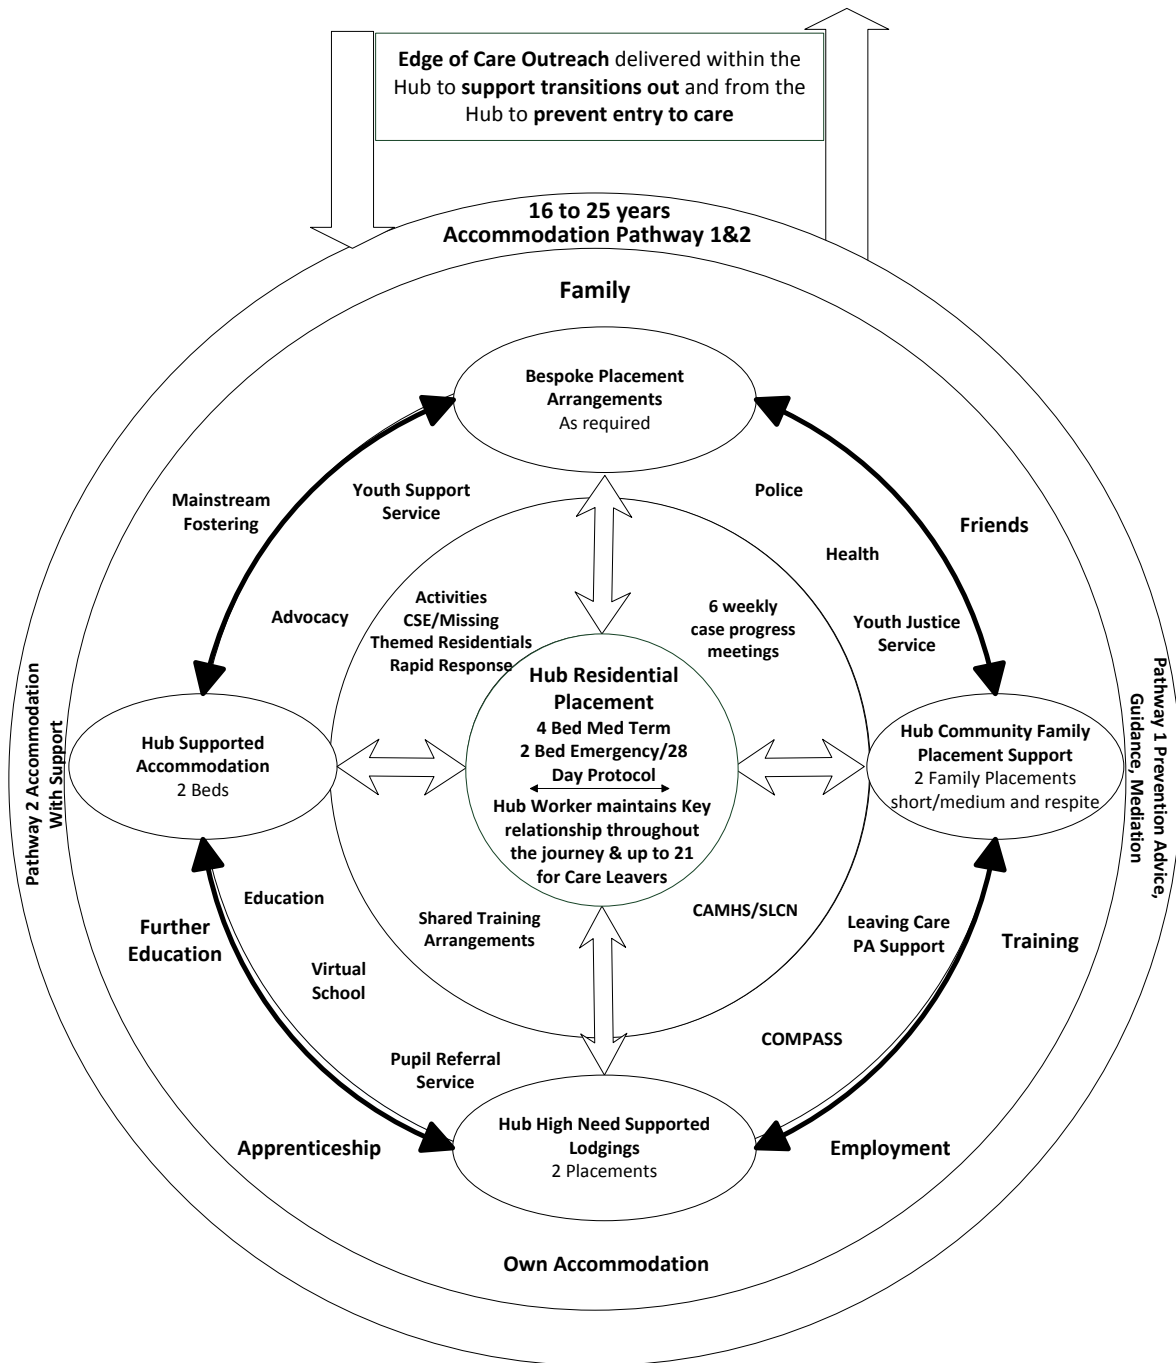 Edge of Care Outreach delivered within the
Hub to support transitions out and from the
Hub to prevent entry to care
16 to 25 years
Accommodation Pathway 1&2
Family
Bespoke Placement
Arrangements
As required
Mainstream
Fostering
Youth Support
Service
Police
Friends
Health
Advocacy
Activities
CSE/Missing
Themed Residentials
Rapid Response
6 weekly
case progress
meetings
Youth Justice
Service
Pathway 2 Accommodation
With Support
Hub Supported
Accommodation
2 Beds
Hub Residential
Placement
4 Bed Med Term
2 Bed Emergency/28
Day Protocol
Hub Worker maintains Key
relationship throughout
the journey & up to 21
for Care Leavers
Hub Community Family
Placement Support
2 Family Placements
short/medium and respite
Pathway 1 Prevention Advice,
Guidance, Mediation
Education
Further
Education
Virtual
School
Shared Training
Arrangements
CAMHS/SLCN
Leaving Care
PA Support
Training
Pupil Referral
Service
COMPASS
Apprenticeship
Hub High Need Supported
Lodgings
2 Placements
Employment
Own Accommodation